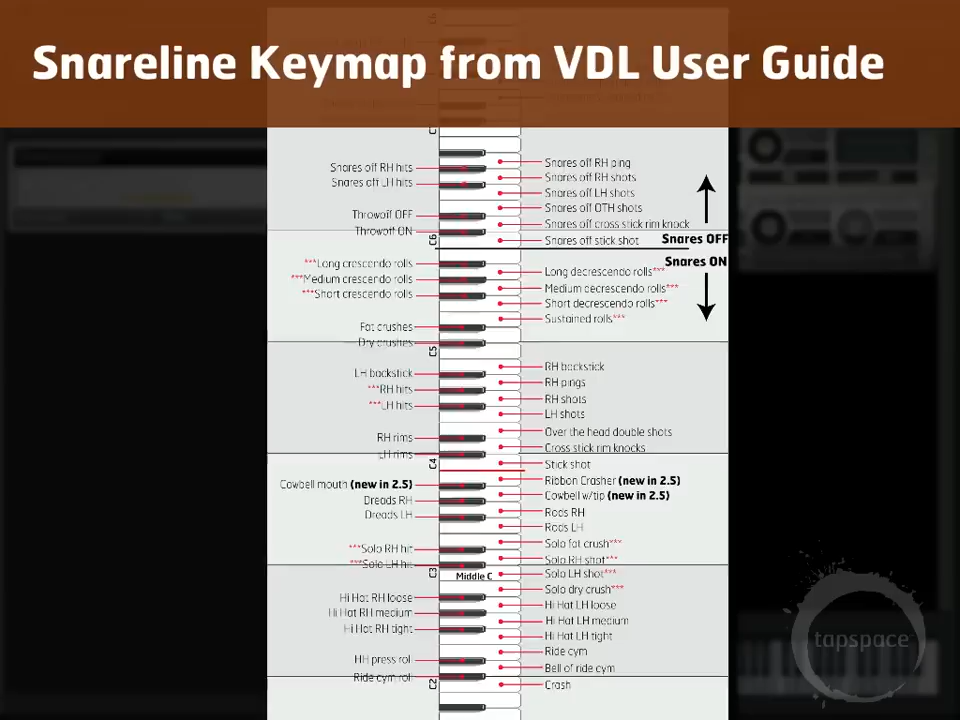 Snareline Keymap from VDL User Guide
Snares off RH ping
Snares off RH hits
Snares off RH shots
Snares off LH hits
Snares off LH shots
Snares off OTH shots
Throwoff OFF
Snares off cross stick rim knock
Throwoff ON
C6
Snares off stick shot
Snares OFF
Snares ON
***Long crescendo rolls
Long decrescendo rolls***
***Medium crescendo rolls
Medium decrescendo rolls***
***Short crescendo rolls
Short decrescendo rolls***
Sustained rolls***
Fat crushes
Dry crushes
C5
RH backstick
LH backstick
RH pings
***RH hits
RH shots
***LH hits
LH shots
Over the head double shots
RH rims
Cross stick rim knocks
LH rims
C4
Stick shot
Ribbon Crasher (new in 2.5)
Cowbell mouth (new in 2.5)
Cowbell w/tip (new in 2.5)
Dreads RH
Rods RH
Dreads LH
Rods LH
Solo fat crush***
***Solo RH hit
Solo RH shot***
***Solo LH hit
C3
Middle C
Solo LH shot***
Solo dry crush***
Hi Hat RH loose
Hi Hat LH loose
Hi Hat RH medium
Hi Hat LH medium
Hi Hat RH tight
Hi Hat LH tight
Ride cym
HH press roll
Bell of ride cym
Ride cym roll
C2
Crash
tapspace